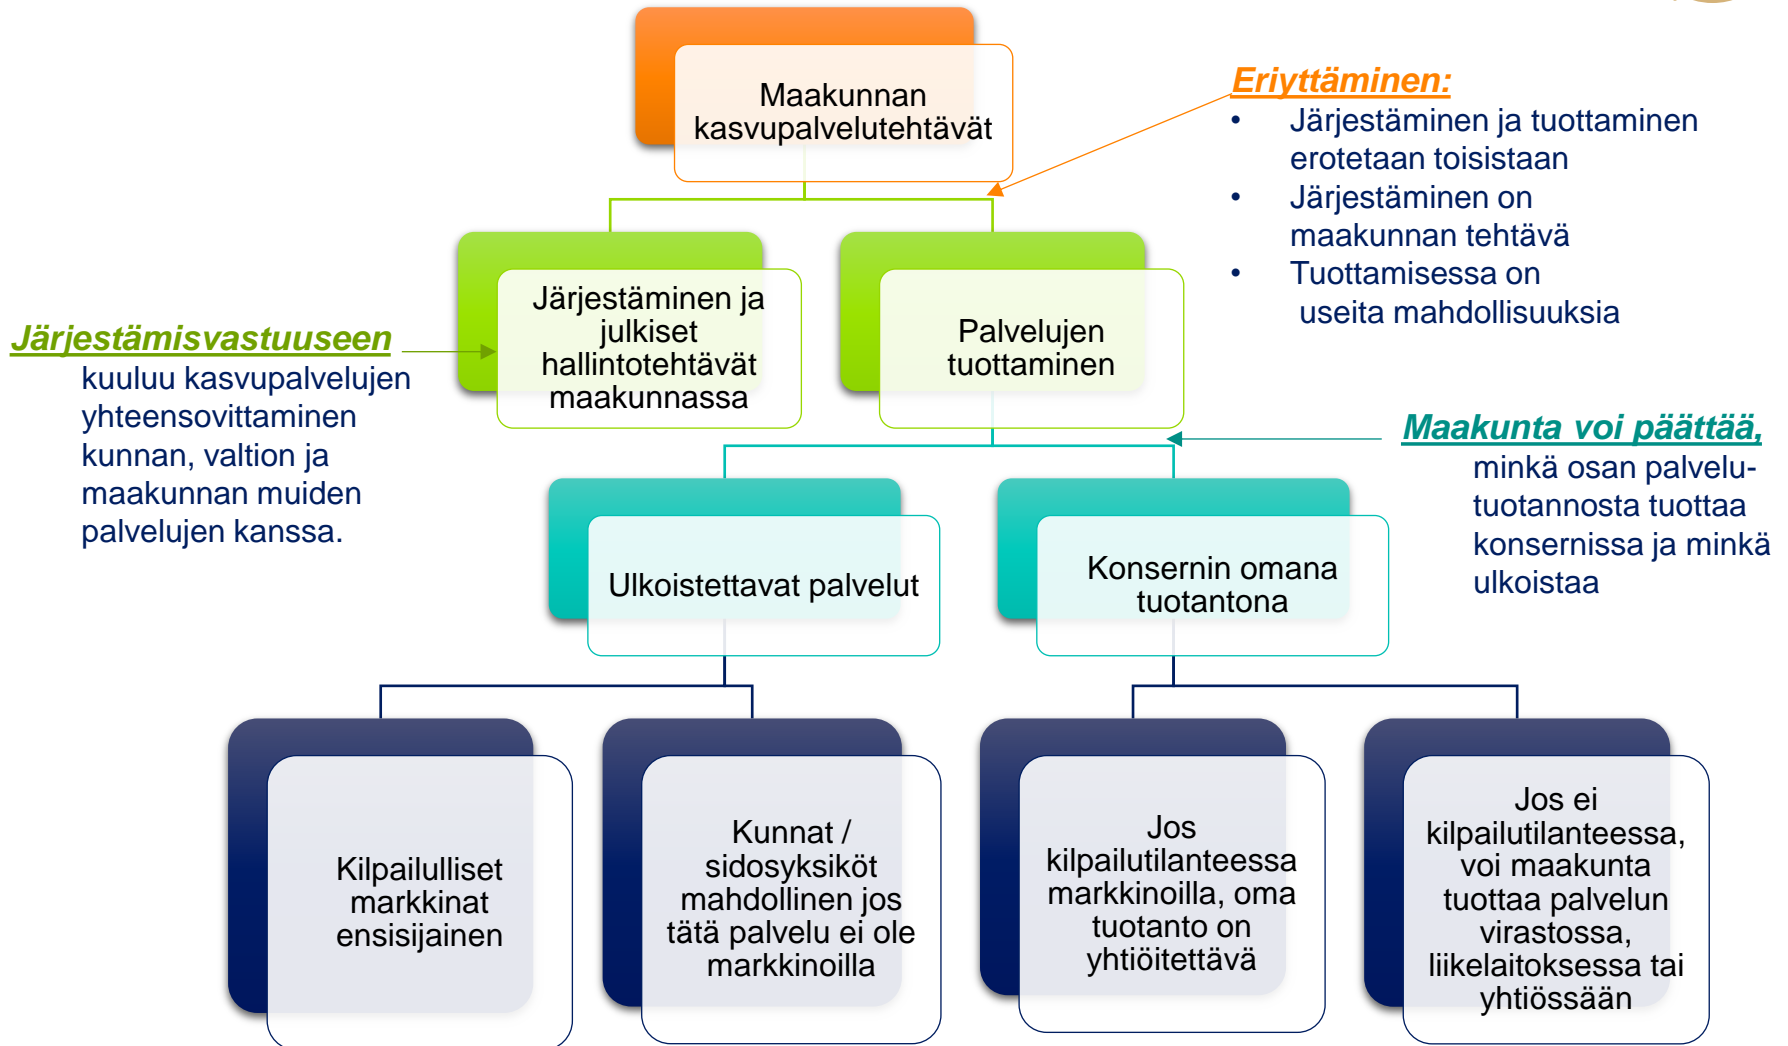 Maakunnan
kasvupalvelutehtävät
Eriyttäminen:
• Järjestäminen ja tuottaminen
erotetaan toisistaan
• Järjestäminen on
maakunnan tehtävä
• Tuottamisessa on
useita mahdollisuuksia
Järjestämisvastuuseen
kuuluu kasvupalvelujen
yhteensovittaminen
kunnan, valtion ja
maakunnan muiden
palvelujen kanssa.
Järjestäminen ja
julkiset
hallintotehtävät
maakunnassa
Palvelujen
tuottaminen
Maakunta voi päättää,
minkä osan palvelu-
tuotannosta tuottaa
konsernissa ja minkä
ulkoistaa
Ulkoistettavat palvelut
Konsernin omana
tuotantona
Kilpailulliset
markkinat
ensisijainen
Kunnat /
sidosyksiköt
mahdollinen jos
tätä palvelu ei ole
markkinoilla
Jos
kilpailutilanteessa
markkinoilla, oma
tuotanto on
yhtiöitettävä
Jos ei
kilpailutilanteessa,
voi maakunta
tuottaa palvelun
virastossa,
liikelaitoksessa tai
yhtiössään